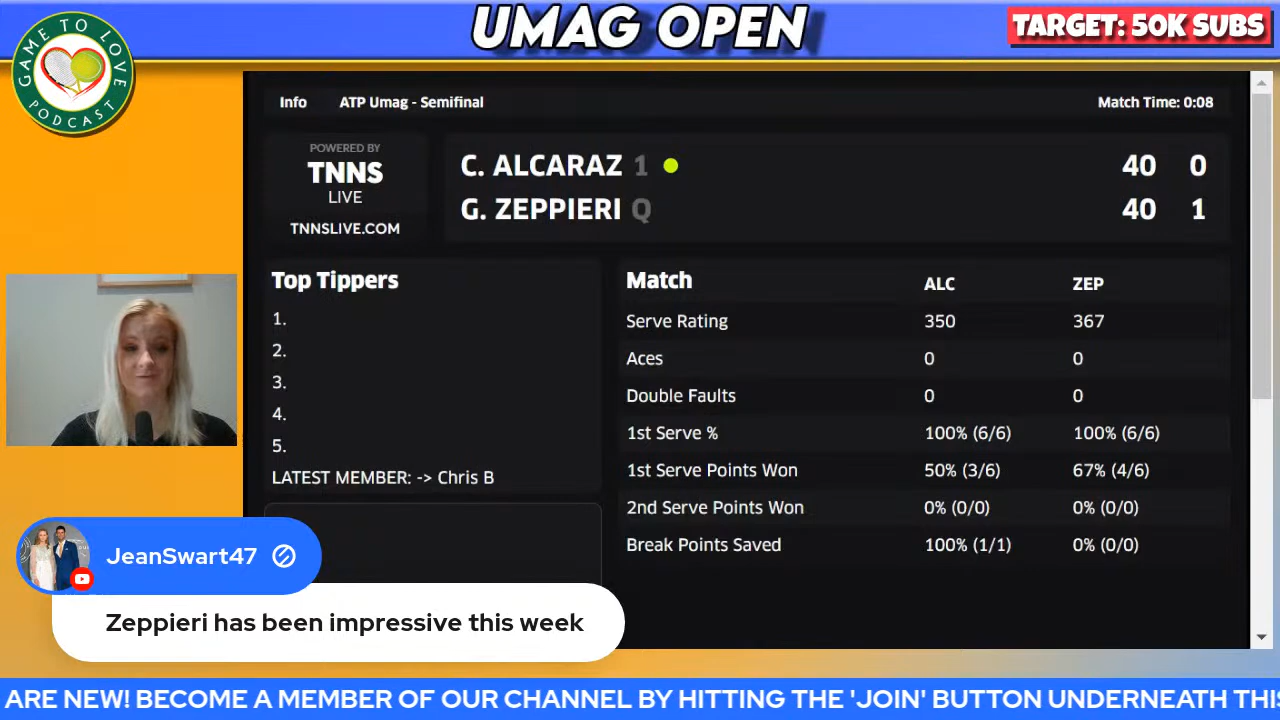 GAME TO LOVE
PODCAST
UMAG OPEN
TARGET: 50K SUBS
Info ATP Umag - Semifinal Match Time: 0:08
POWERED BY
TNNS
LIVE
TNNSLIVE.COM
C. ALCARAZ 1 40 0
G. ZEPPIERI Q 40 1
Top Tippers
1.
2.
3.
4.
5.
LATEST MEMBER: -> Chris B
Match ALC ZEP
Serve Rating 350 367
Aces 0 0
Double Faults 0 0
1st Serve % 100% (6/6) 100% (6/6)
1st Serve Points Won 50% (3/6) 67% (4/6)
2nd Serve Points Won 0% (0/0) 0% (0/0)
Break Points Saved 100% (1/1) 0% (0/0)
JeanSwart47
Zeppieri has been impressive this week
ARE NEW! BECOME A MEMBER OF OUR CHANNEL BY HITTING THE 'JOIN' BUTTON UNDERNEATH THIS